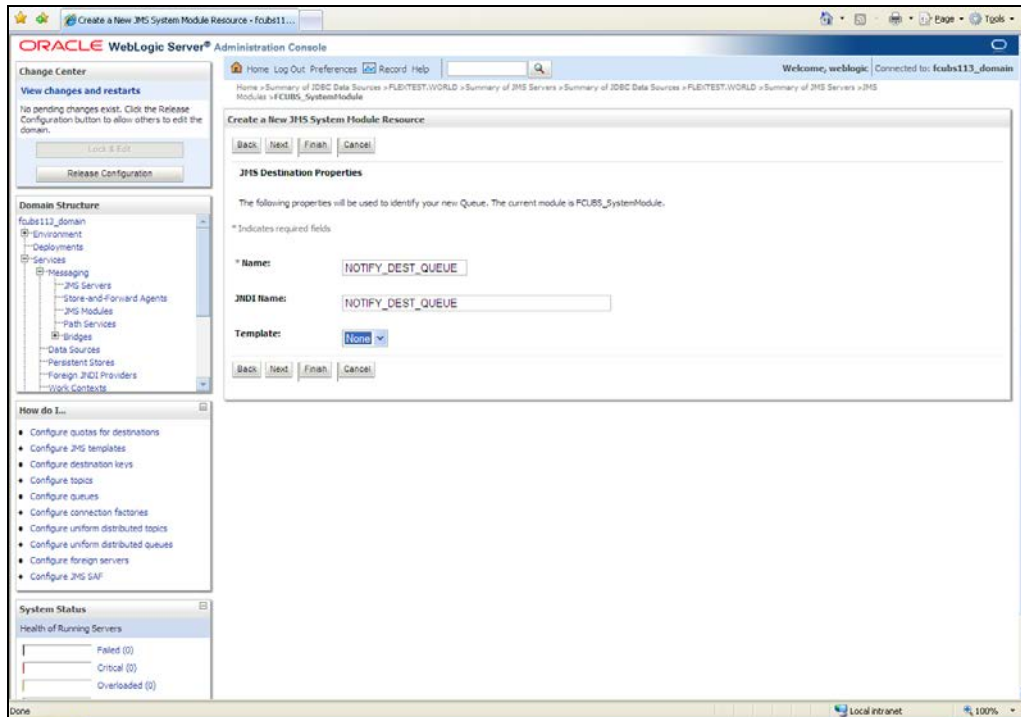 Create a New JMS System Module Resource - fcubs11...
Page
Tools
ORACLE WebLogic Server® Administration Console
Change Center
View changes and restarts
No pending changes exist. Click the Release
Configuration button to allow others to edit the
domain.
Lock & Edit
Release Configuration
Domain Structure
fcubs113_domain
Environment
Deployments
Services
Messaging
JMS Servers
Store-and-Forward Agents
JMS Modules
Path Services
Bridges
Data Sources
Persistent Stores
Foreign JNDI Providers
Work Contexts
How do I...
Configure quotas for destinations
Configure JMS templates
Configure destination keys
Configure topics
Configure queues
Configure connection factories
Configure uniform distributed topics
Configure uniform distributed queues
Configure foreign servers
Configure JMS SAF
System Status
Health of Running Servers
Failed (0)
Critical (0)
Overloaded (0)
Home Log Out Preferences Record Help
Welcome, weblogic Connected to: fcubs113_domain
Home >Summary of JDBC Data Sources >FLEXTEST.WORLD >Summary of JMS Servers >Summary of JDBC Data Sources >FLEXTEST.WORLD >Summary of JMS Servers >JMS
Modules >FCUBS_SystemModule
Create a New JMS System Module Resource
Back Next Finish Cancel
JMS Destination Properties
The following properties will be used to identify your new Queue. The current module is FCUBS_SystemModule.
* Indicates required fields
* Name: NOTIFY_DEST_QUEUE
JNDI Name: NOTIFY_DEST_QUEUE
Template: None
Back Next Finish Cancel
Done
Local intranet
100%